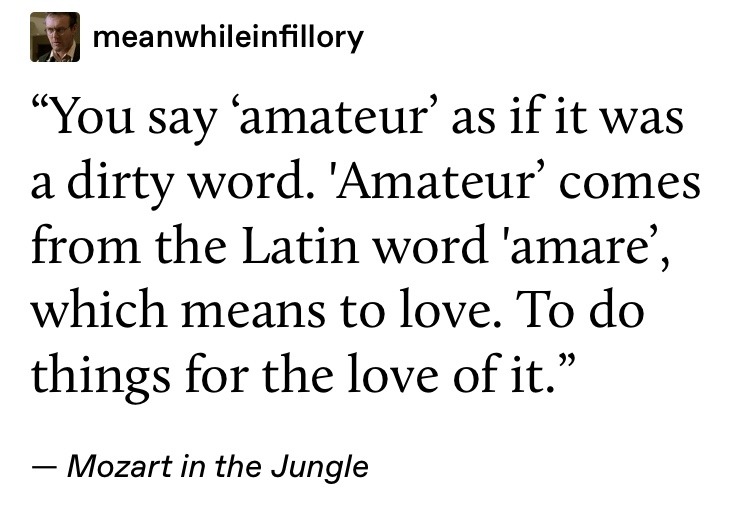 meanwhileinfillory
“You say ‘amateur’ as if it was
a dirty word. 'Amateur’ comes
from the Latin word 'amare’,
which means to love. To do
things for the love of it.”
— Mozart in the Jungle